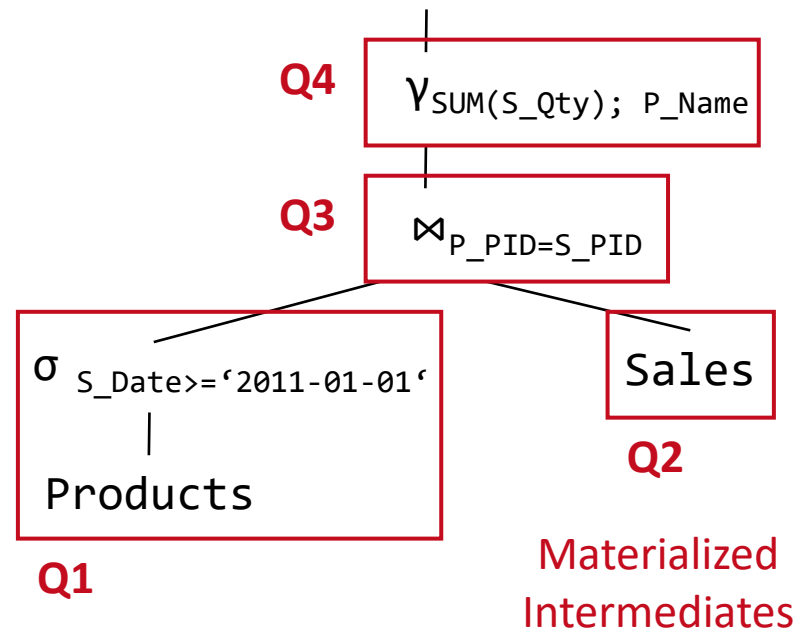 Q4
γSUM(S_Qty); P_Name
Q3
⋈P_PID=S_PID
σ S_Date>=‘2011-01-01‘
Products
Q1
Sales
Q2
Materialized
Intermediates